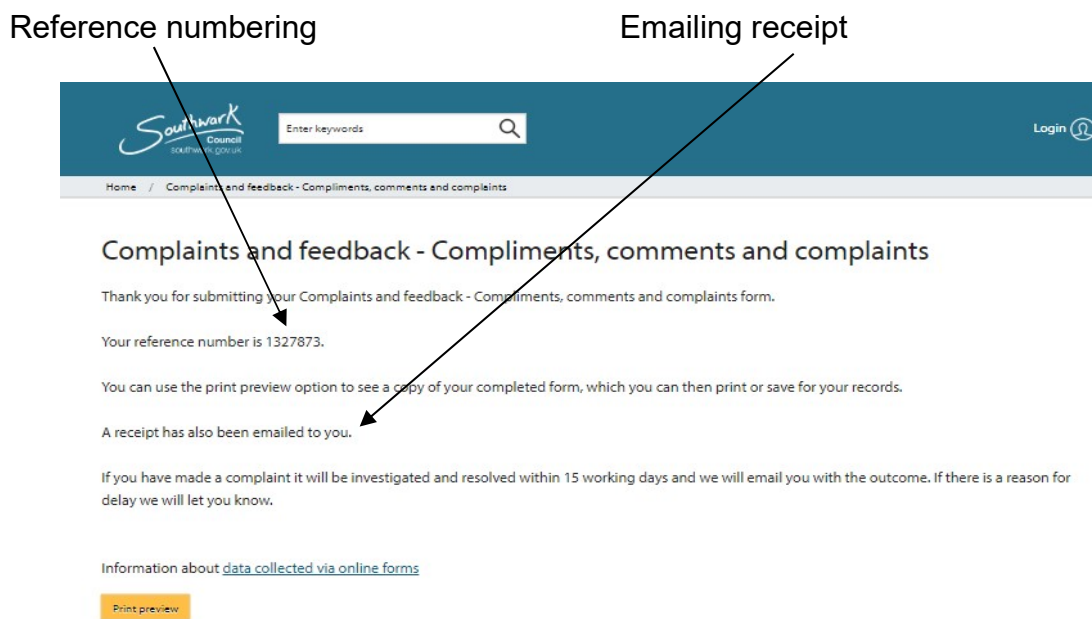 Reference numbering
Emailing receipt
Southwark
Council
southwark.gov.uk
Enter keywords
Login
Home / Complaints and feedback - Compliments, comments and complaints
Complaints and feedback - Compliments, comments and complaints
Thank you for submitting your Complaints and feedback - Compliments, comments and complaints form.
Your reference number is 1327873.
You can use the print preview option to see a copy of your completed form, which you can then print or save for your records.
A receipt has also been emailed to you.
If you have made a complaint it will be investigated and resolved within 15 working days and we will email you with the outcome. If there is a reason for
delay we will let you know.
Information about data collected via online forms
Print preview